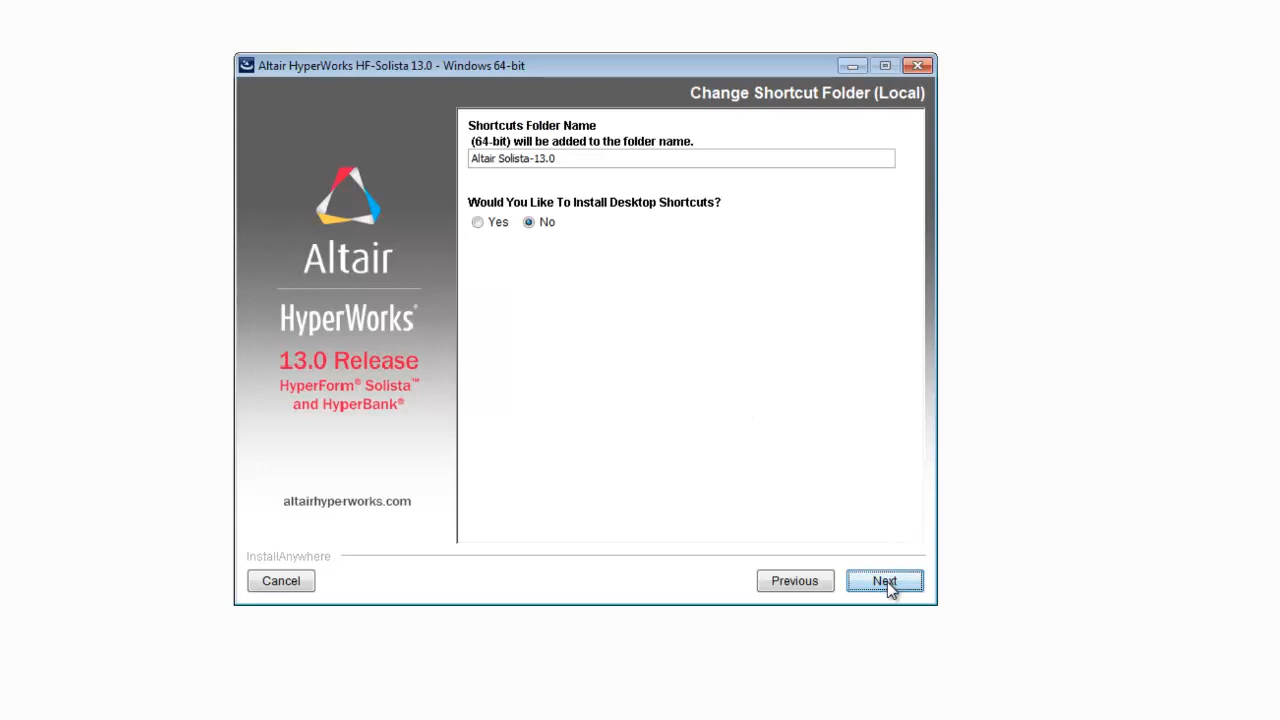 Altair HyperWorks HF-Solista 13.0 - Windows 64-bit
Change Shortcut Folder (Local)
Shortcuts Folder Name
(64-bit) will be added to the folder name.
Altair Solista-13.0
Would You Like To Install Desktop Shortcuts?
Yes No
Altair
HyperWorks®
13.0 Release
HyperForm® Solista™
and HyperBank®
altairhyperworks.com
InstallAnywhere
Cancel Previous Next